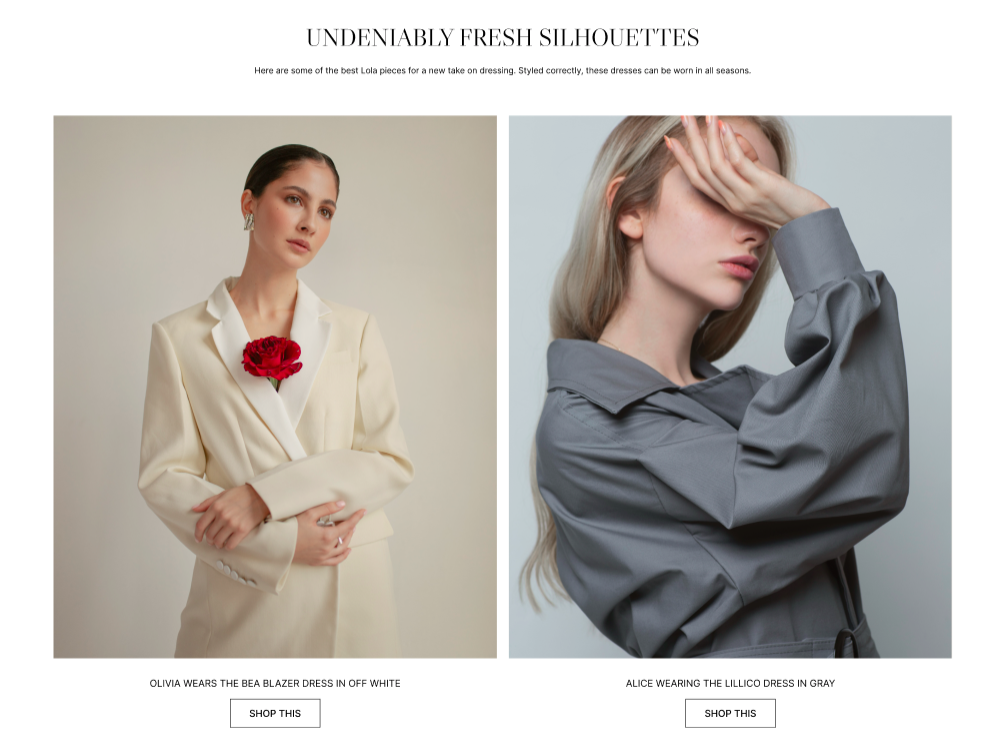 UNDENIABLY FRESH SILHOUETTES
Here are some of the best Lola pieces for a new take on dressing. Styled correctly, these dresses can be worn in all seasons.
OLIVIA WEARS THE BEA BLAZER DRESS IN OFF WHITE
SHOP THIS
ALICE WEARING THE LILLICO DRESS IN GRAY
SHOP THIS